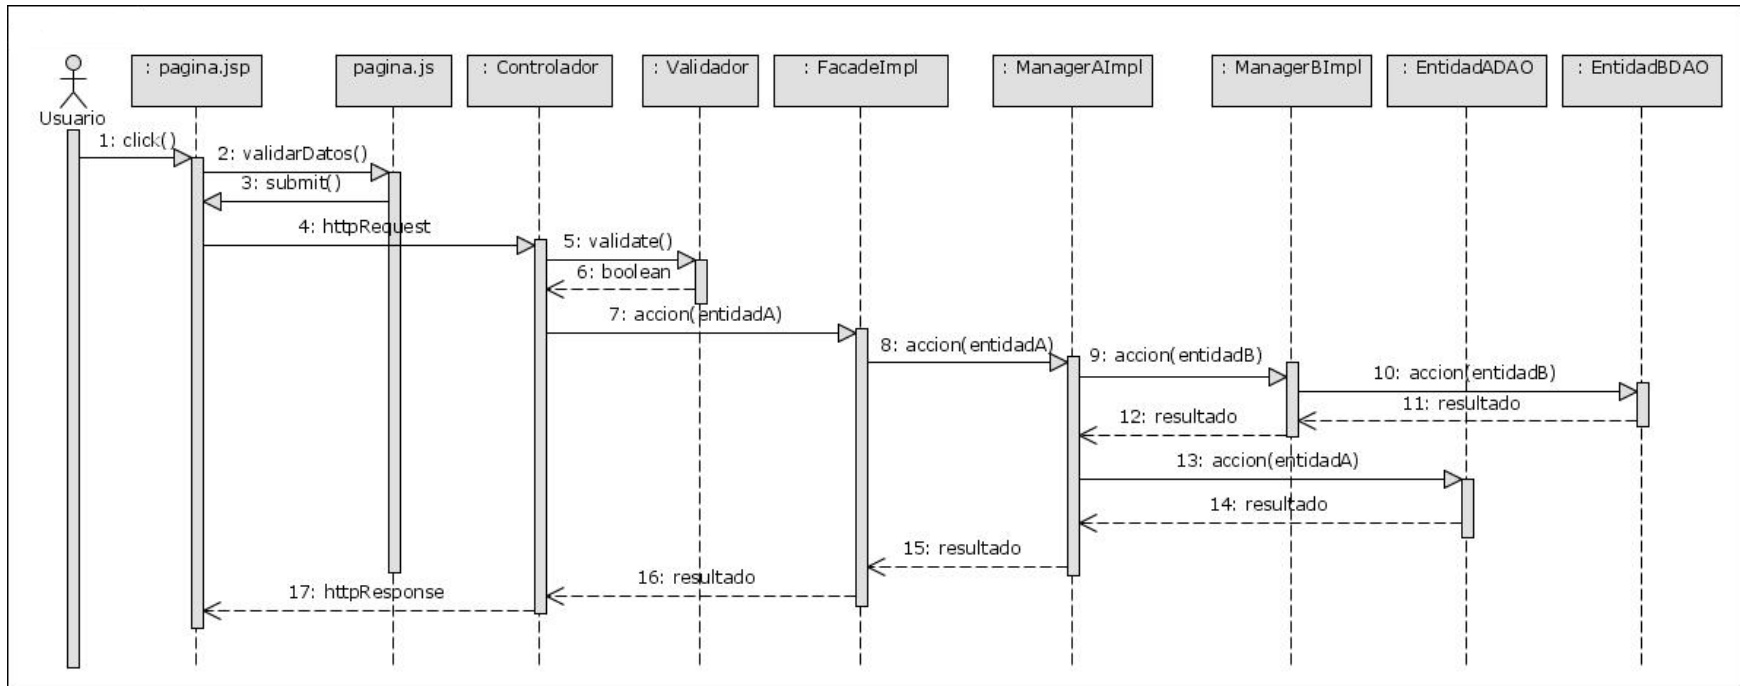 : pagina.jsp
pagina.js
: Controlador
: Validador
: FacadeImpl
: ManagerAImpl
: ManagerBImpl
: EntidadADAO
: EntidadBDAO
Usuario
1: click()
2: validarDatos()
3: submit()
4: httpRequest
5: validate()
6: boolean
7: accion(entidadA)
8: accion(entidadA)
9: accion(entidadB)
10: accion(entidadB)
11: resultado
12: resultado
13: accion(entidadA)
14: resultado
15: resultado
16: resultado
17: httpResponse